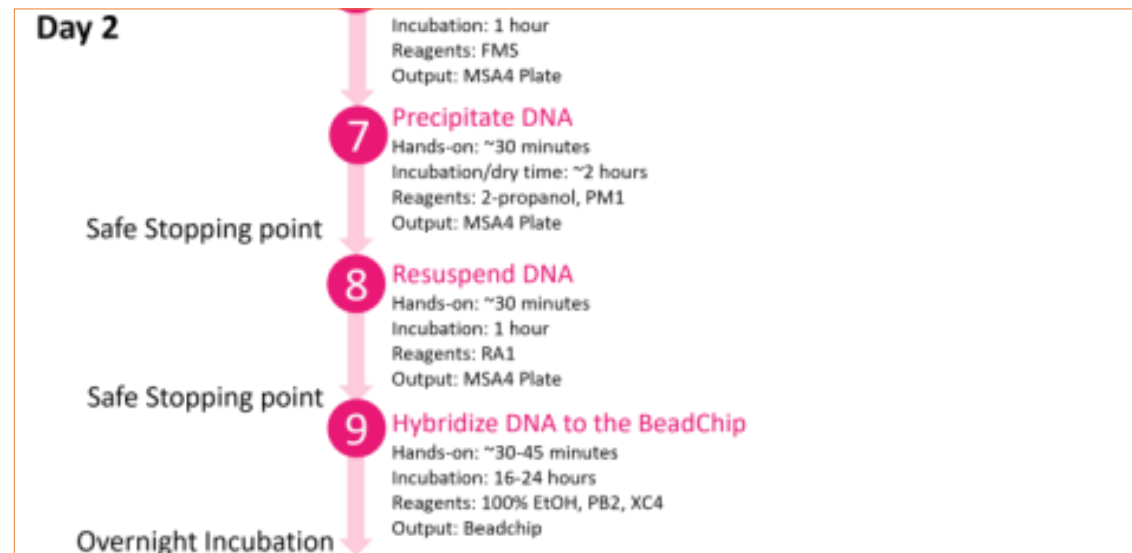 Day 2
Incubation: 1 hour
Reagents: FMS
Output: MSA4 Plate
7
Precipitate DNA
Hands-on: ~30 minutes
Incubation/dry time: ~2 hours
Reagents: 2-propanol, PM1
Output: MSA4 Plate
Safe Stopping point
8
Resuspend DNA
Hands-on: ~30 minutes
Incubation: 1 hour
Reagents: RA1
Output: MSA4 Plate
Safe Stopping point
9
Hybridize DNA to the BeadChip
Hands-on: ~30-45 minutes
Incubation: 16-24 hours
Reagents: 100% EtOH, PB2, XC4
Output: Beadchip
Overnight Incubation